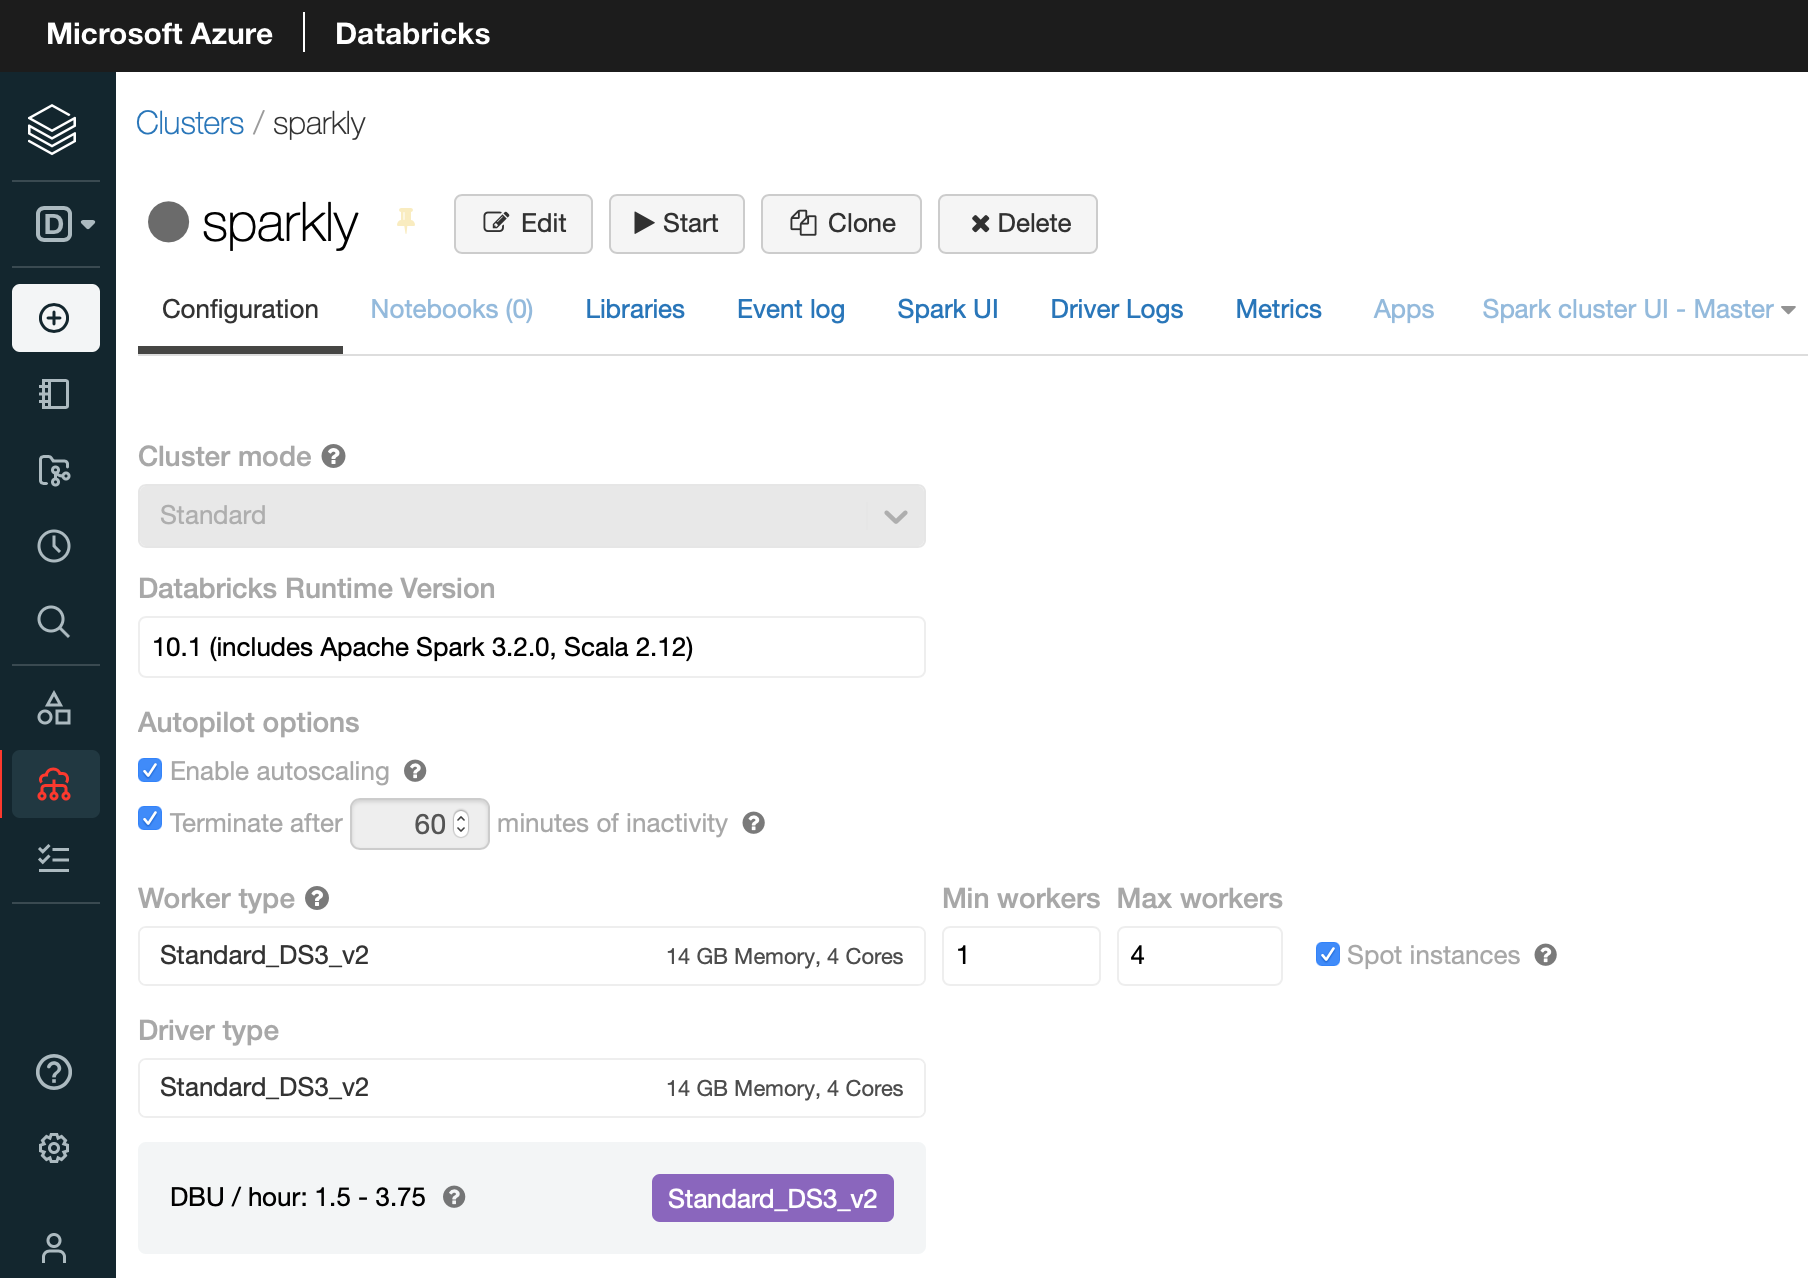 Microsoft Azure Databricks
Clusters / sparkly
D
sparkly Edit Start Clone Delete
Configuration Notebooks (0) Libraries Event log Spark UI Driver Logs Metrics Apps Spark cluster UI - Master
Cluster mode ?
Standard
Databricks Runtime Version
10.1 (includes Apache Spark 3.2.0, Scala 2.12)
Autopilot options
Enable autoscaling ?
Terminate after 60 minutes of inactivity ?
Worker type ? Min workers Max workers
Standard_DS3_v2 14 GB Memory, 4 Cores 1 4 Spot instances ?
Driver type
Standard_DS3_v2 14 GB Memory, 4 Cores
DBU / hour: 1.5 - 3.75 ? Standard_DS3_v2